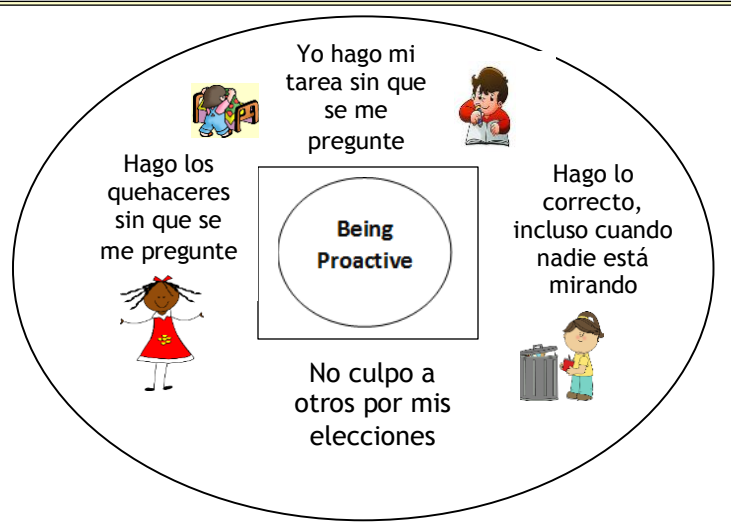 Yo hago mi
tarea sin que
se me
pregunte
Hago los
quehaceres
sin que se
me pregunte
Being
Proactive
Hago lo
correcto,
incluso cuando
nadie está
mirando
No culpo a
otros por mis
elecciones